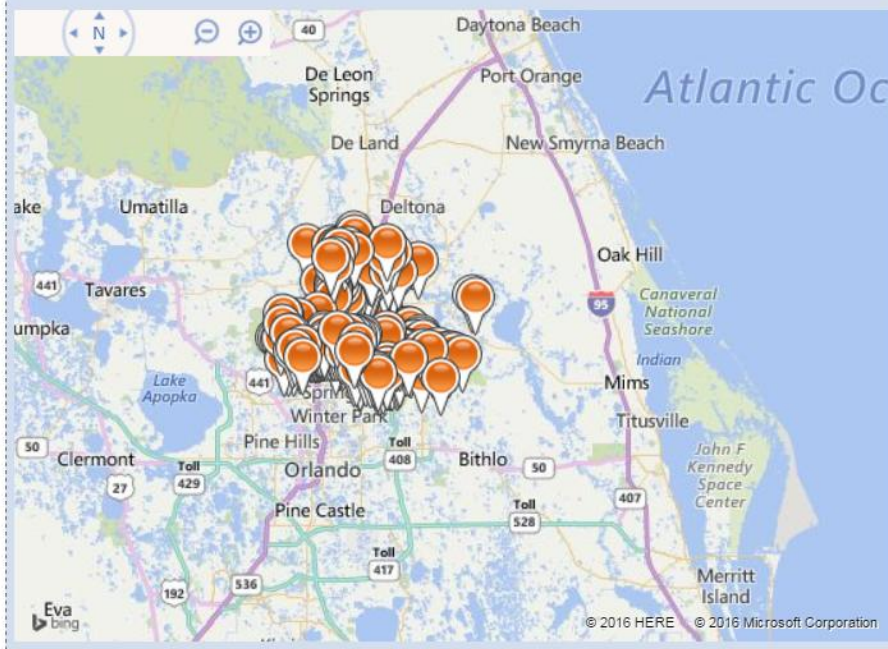 N
40
Daytona Beach
De Leon
Springs
Port Orange
Atlantic Oc
De Land
New Smyrna Beach
ake
Umatilla
Deltona
Oak Hill
441
Tavares
95
Canaveral
National
Seashore
umpka
Indian
Lake
Apopka
441
Mims
Winter Park
Titusville
50
Clermont
Pine Hills
Toll
408
Bithlo
50
John F
Kennedy
Space
Center
Toll
429
27
Orlando
407
Pine Castle
Toll
528
Toll
417
536
192
Merritt
Island
Eva
bing
© 2016 HERE
© 2016 Microsoft Corporation